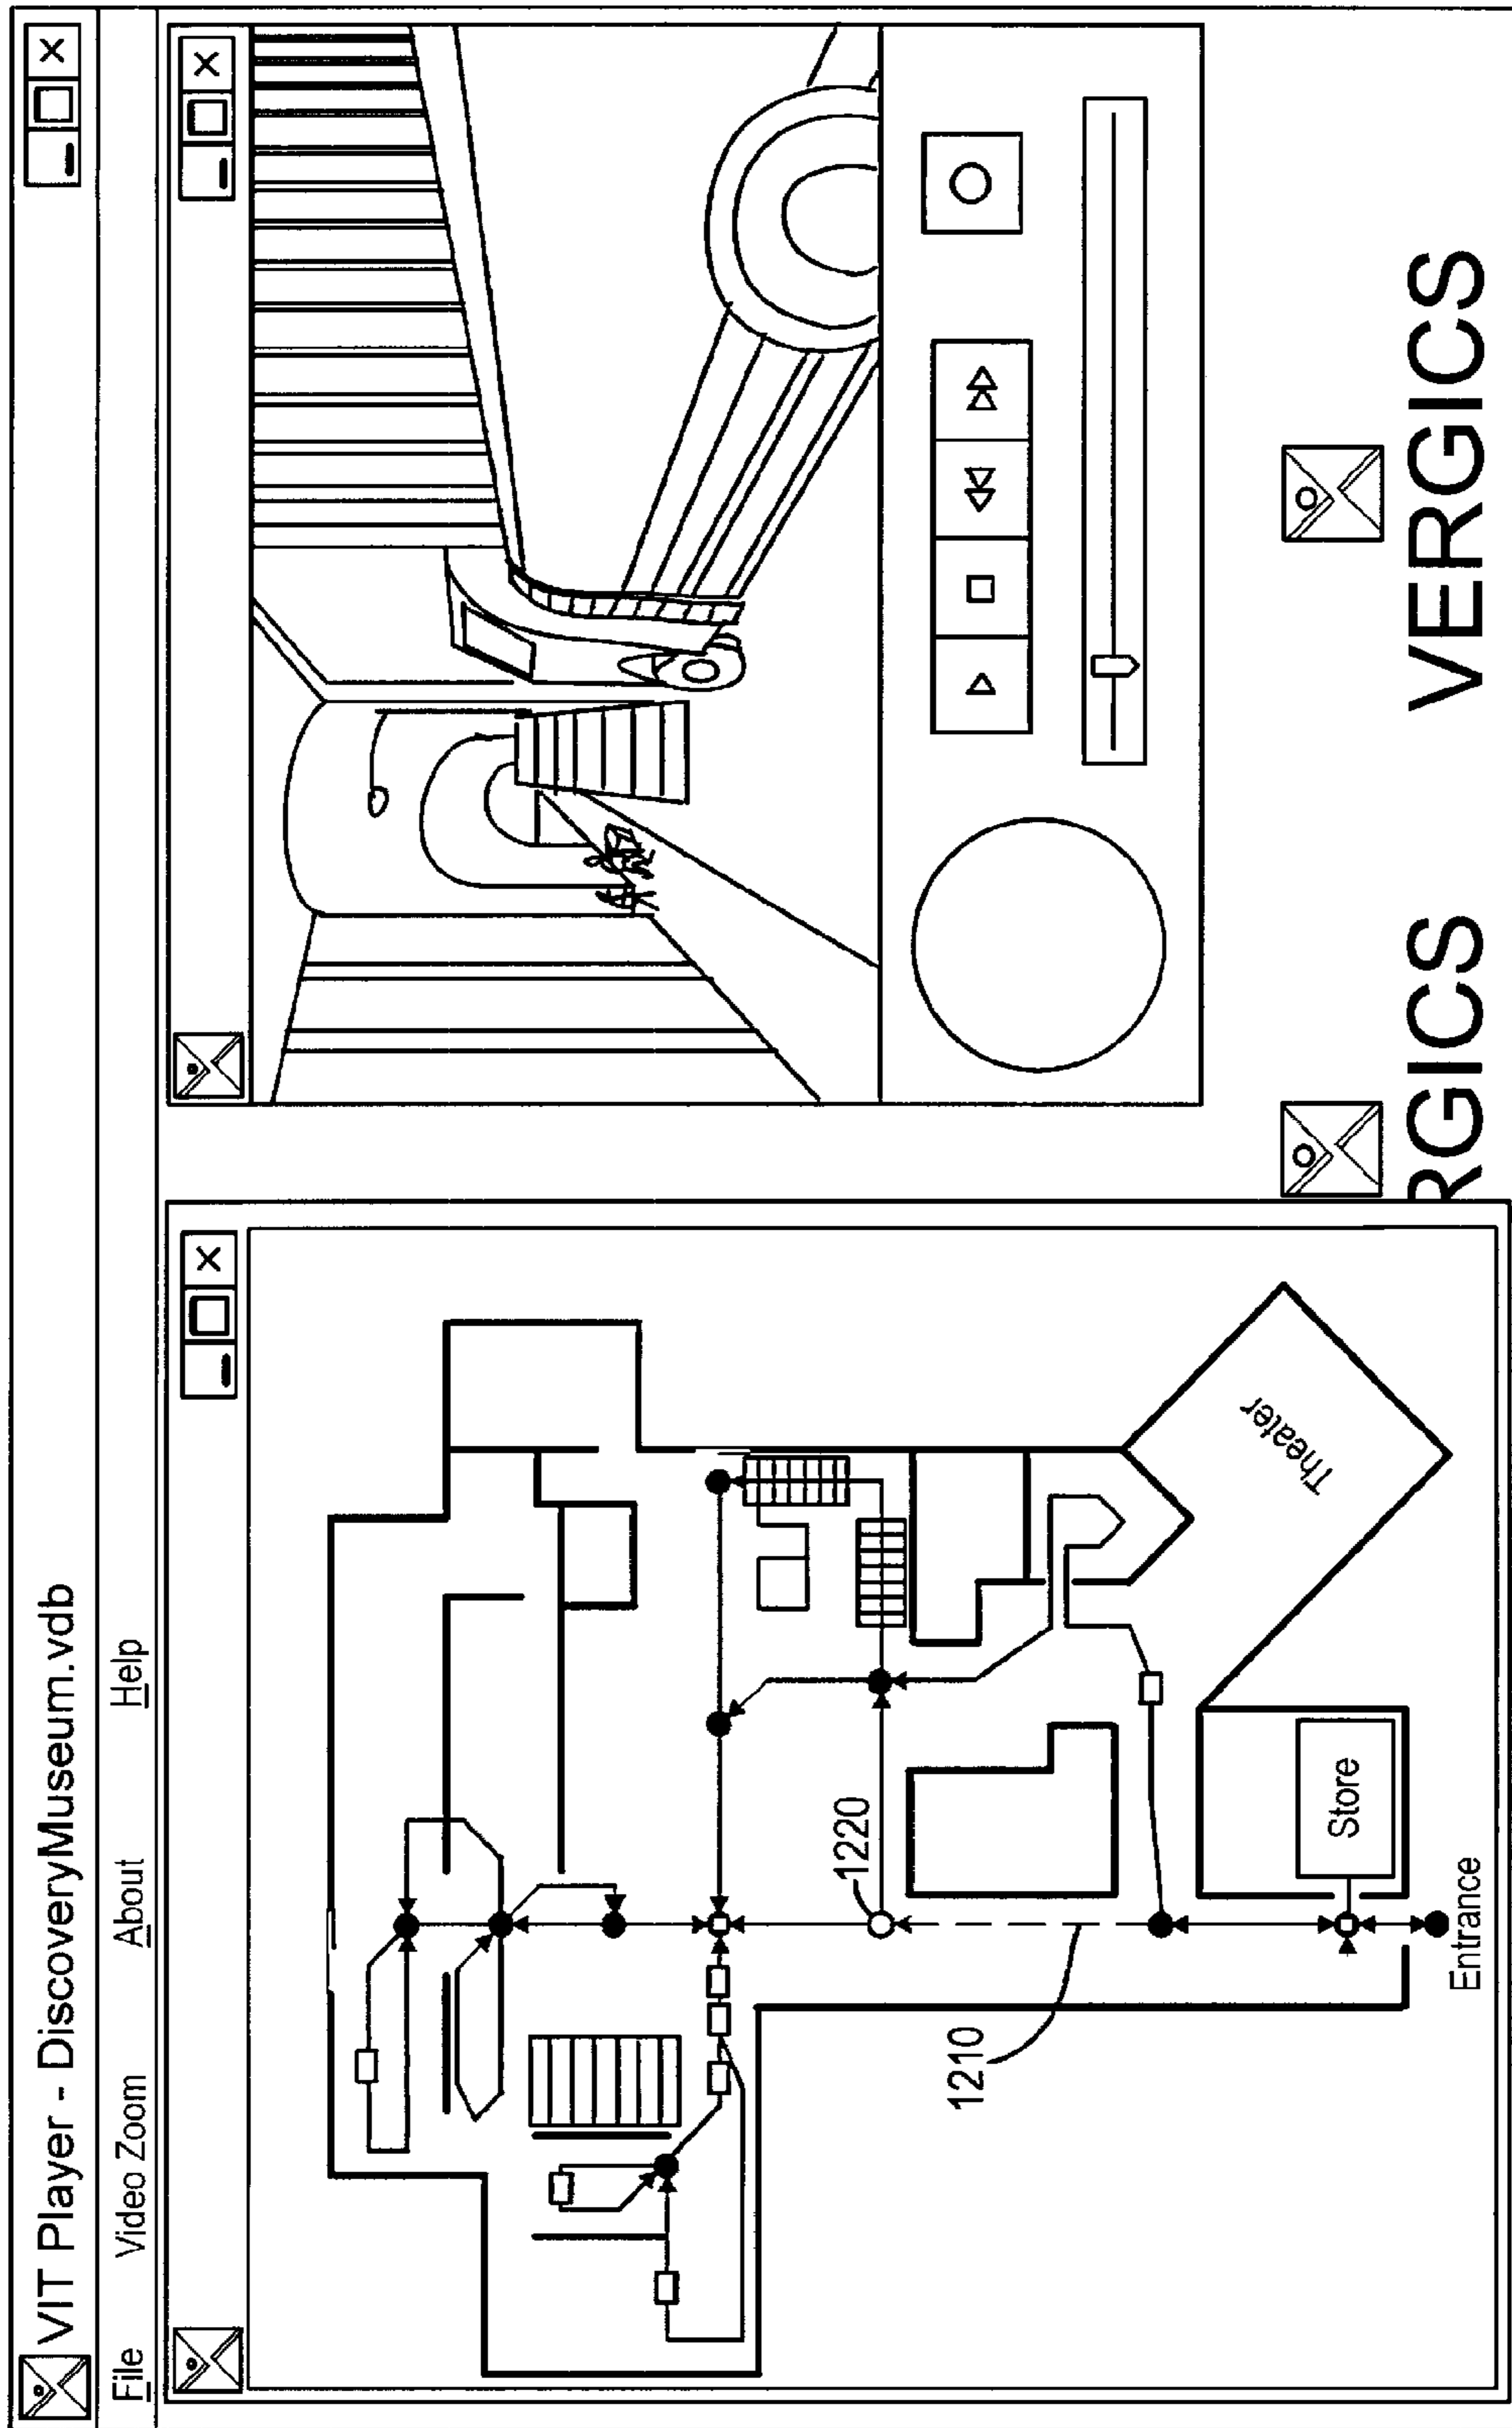 VIT Player - DiscoveryMuseum.vdb
File Video Zoom About Help
1220
1210
Theater
Store
Entrance
RGICS VERGICS